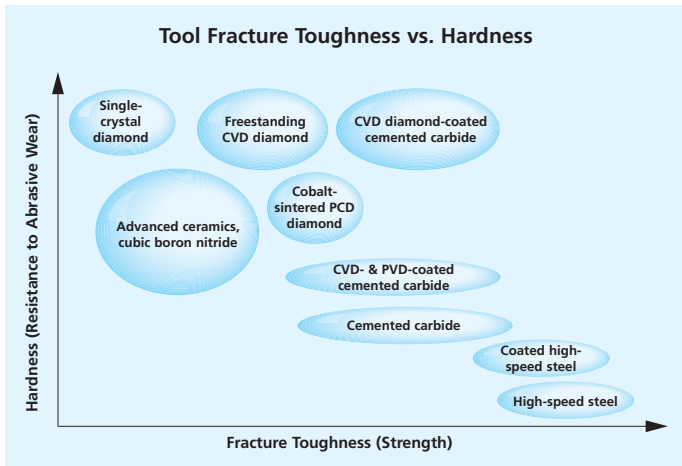 Tool Fracture Toughness vs. Hardness
Hardness (Resistance to Abrasive Wear)
Single-
crystal
diamond
Freestanding
CVD diamond
CVD diamond-coated
cemented carbide
Advanced ceramics,
cubic boron nitride
Cobalt-
sintered PCD
diamond
CVD- & PVD-coated
cemented carbide
Cemented carbide
Coated high-
speed steel
High-speed steel
Fracture Toughness (Strength)